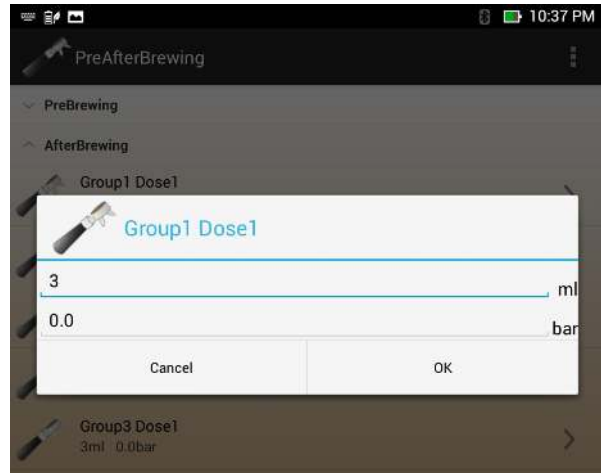 10:37 PM
PreAfterBrewing
PreBrewing
AfterBrewing
Group1 Dose1
Group1 Dose1
3 ml
0.0 bar
Cancel OK
Group3 Dose1
3ml 0.0bar